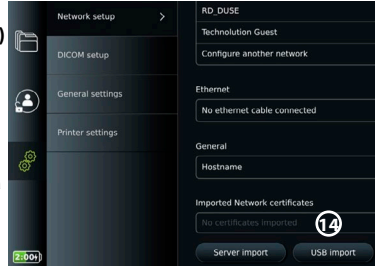 )
Network setup >
DICOM setup
General settings
Printer settings
2:00+
RD_DUSE
Technolution Guest
Configure another network
Ethernet
No ethernet cable connected
General
Hostname
Imported Network certificates
No certificates imported
14
Server import
USB import